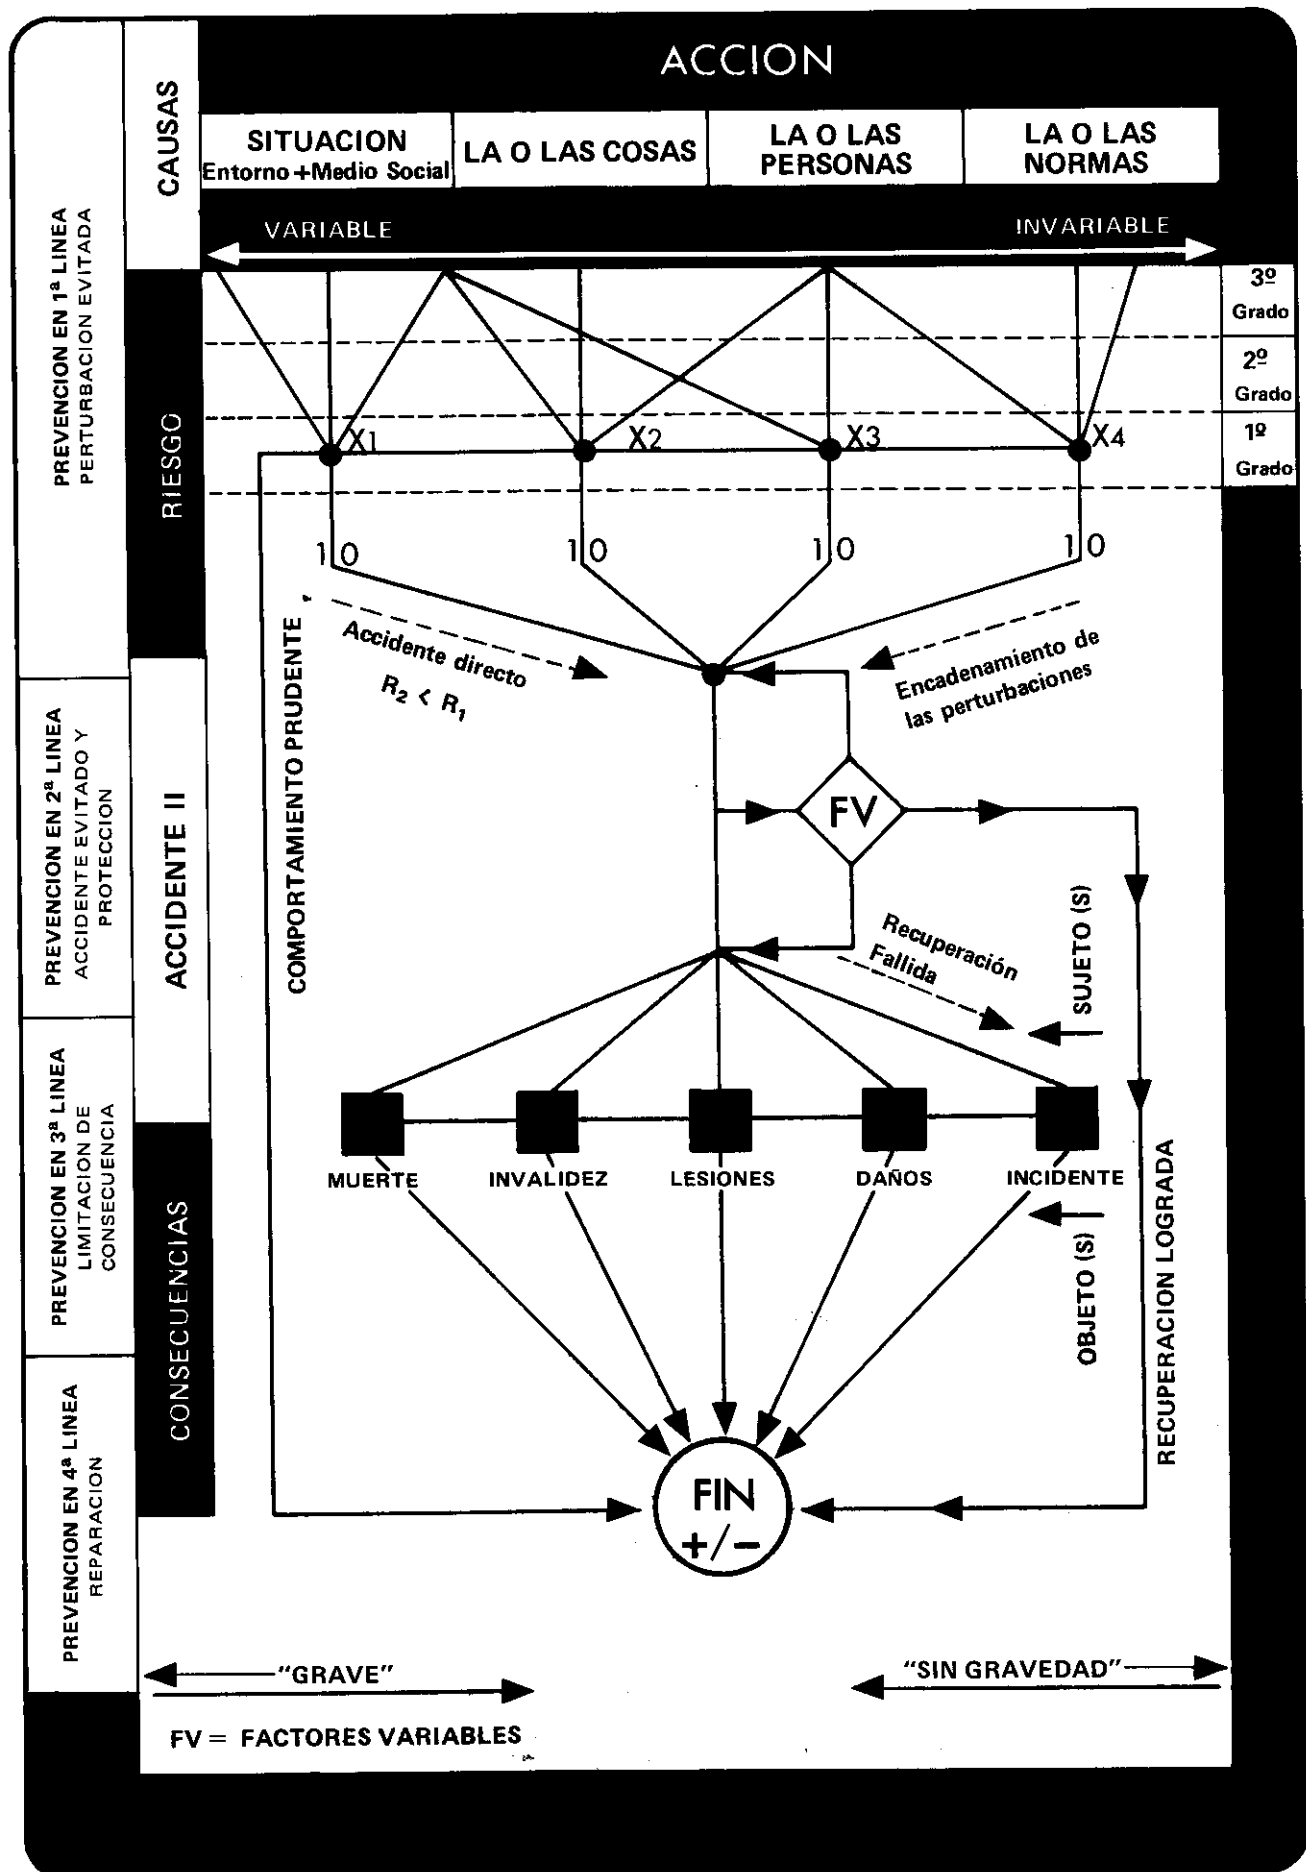 ACCION
CAUSAS
SITUACION
Entorno +Medio Social
LA O LAS COSAS
LA O LAS
PERSONAS
LA O LAS
NORMAS
VARIABLE
INVARIABLE
PREVENCION EN 1ª LINEA
PERTURBACION EVITADA
RIESGO
3º
Grado
2º
Grado
1º
Grado
X1
X2
X3
X4
1 0
1 0
1 0
1 0
COMPORTAMIENTO PRUDENTE
Accidente directo
R₂ < R₁
Encadenamiento de
las perturbaciones
PREVENCION EN 2ª LINEA
ACCIDENTE EVITADO Y
PROTECCION
ACCIDENTE II
FV
Recuperación
Fallida
SUJETO (S)
PREVENCION EN 3ª LINEA
LIMITACION DE
CONSECUENCIA
MUERTE
INVALIDEZ
LESIONES
DAÑOS
INCIDENTE
OBJETO (S)
RECUPERACION LOGRADA
CONSECUENCIAS
PREVENCION EN 4ª LINEA
REPARACION
FIN
+/−
"GRAVE"
"SIN GRAVEDAD"
FV = FACTORES VARIABLES